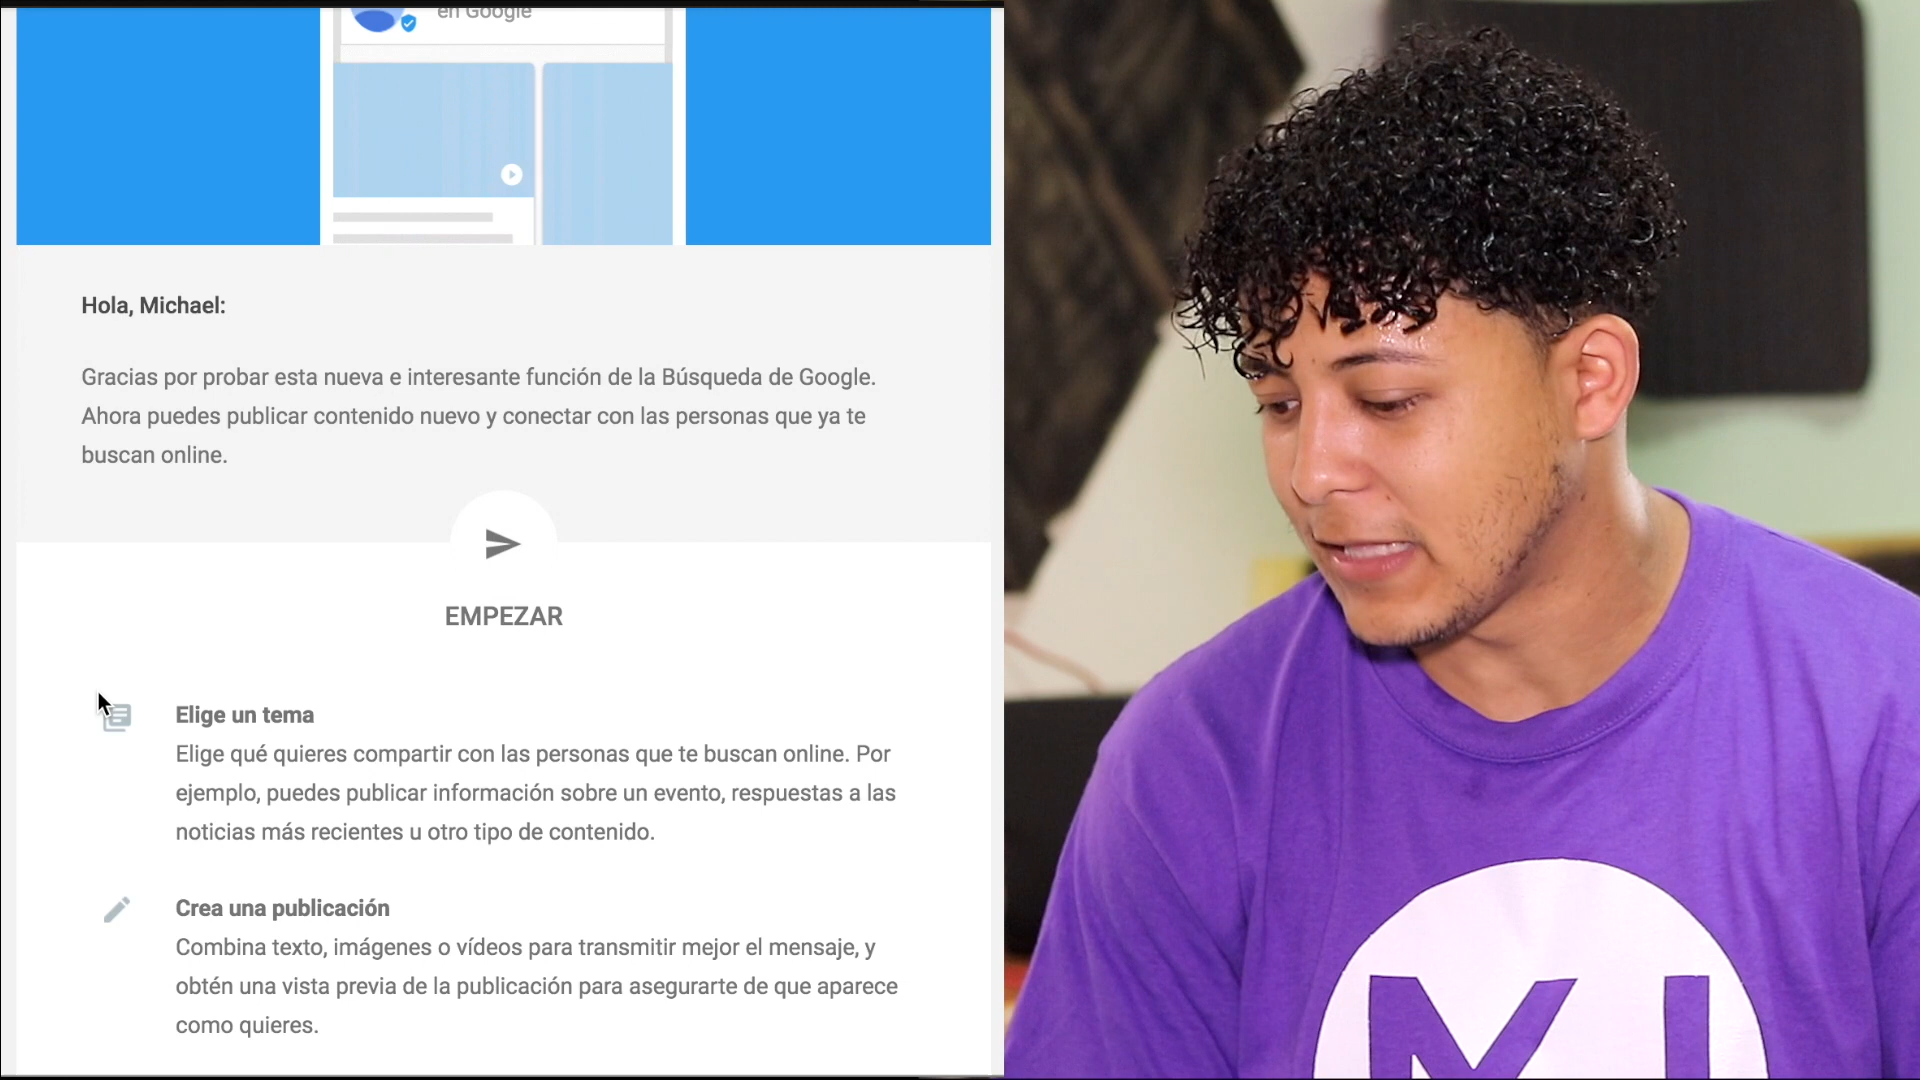 en Google
Hola, Michael:
Gracias por probar esta nueva e interesante función de la Búsqueda de Google.
Ahora puedes publicar contenido nuevo y conectar con las personas que ya te
buscan online.
EMPEZAR
Elige un tema
Elige qué quieres compartir con las personas que te buscan online. Por
ejemplo, puedes publicar información sobre un evento, respuestas a las
noticias más recientes u otro tipo de contenido.
Crea una publicación
Combina texto, imágenes o vídeos para transmitir mejor el mensaje, y
obtén una vista previa de la publicación para asegurarte de que aparece
como quieres.